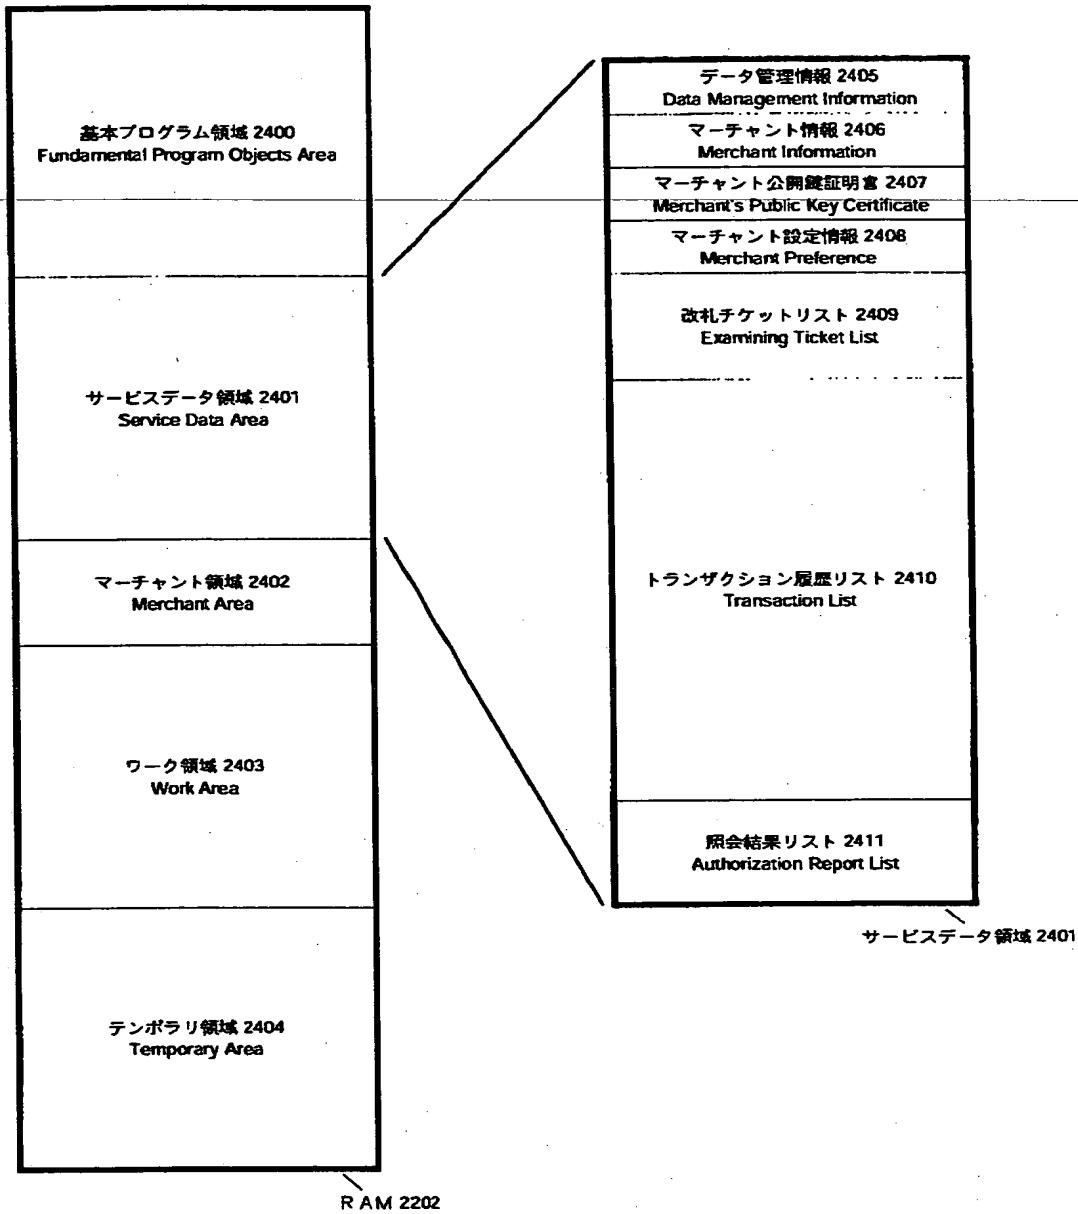 基本プログラム領域 2400
Fundamental Program Objects Area
サービスデータ領域 2401
Service Data Area
マーチャント領域 2402
Merchant Area
ワーク領域 2403
Work Area
テンポラリ領域 2404
Temporary Area
RAM 2202
データ管理情報 2405
Data Management Information
マーチャント情報 2406
Merchant Information
マーチャント公開鍵証明書 2407
Merchant's Public Key Certificate
マーチャント設定情報 2408
Merchant Preference
改札チケットリスト 2409
Examining Ticket List
トランザクション履歴リスト 2410
Transaction List
照会結果リスト 2411
Authorization Report List
サービスデータ領域 2401